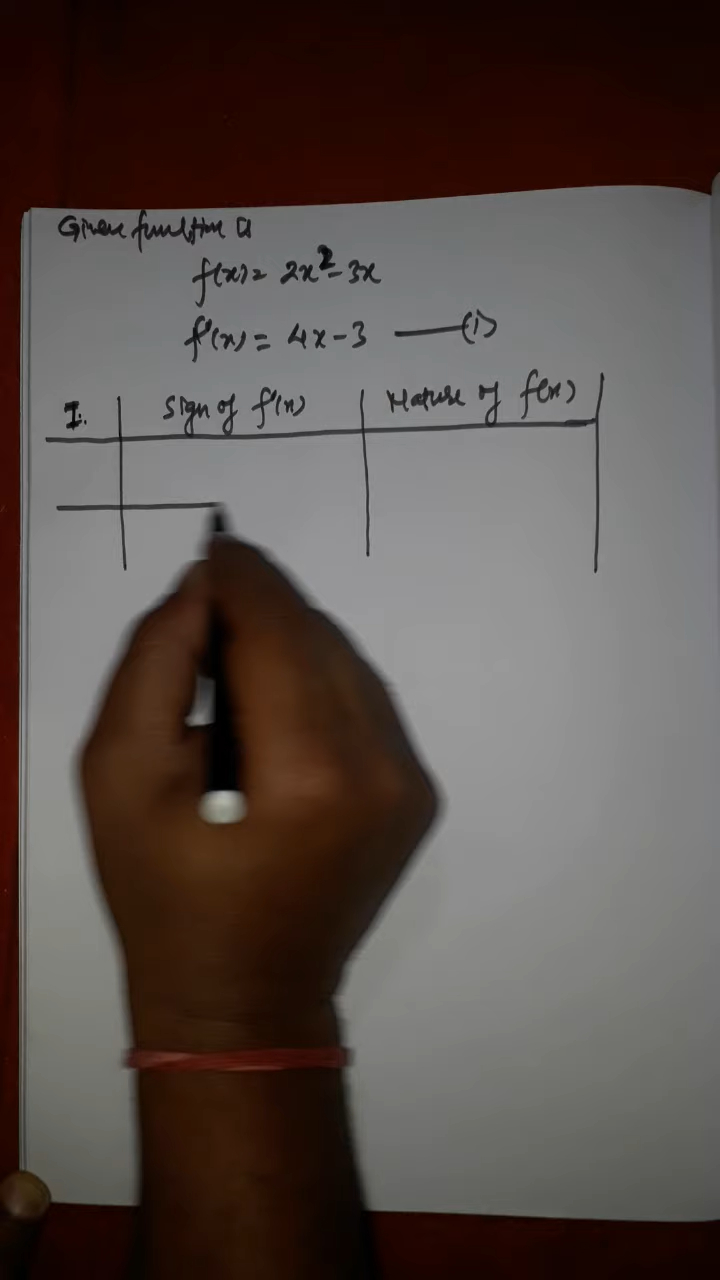 Given function is
f(x) = 2x² - 3x
f'(x) = 4x - 3 —— (1)
I. Sign of f'(x) Nature of f(x)